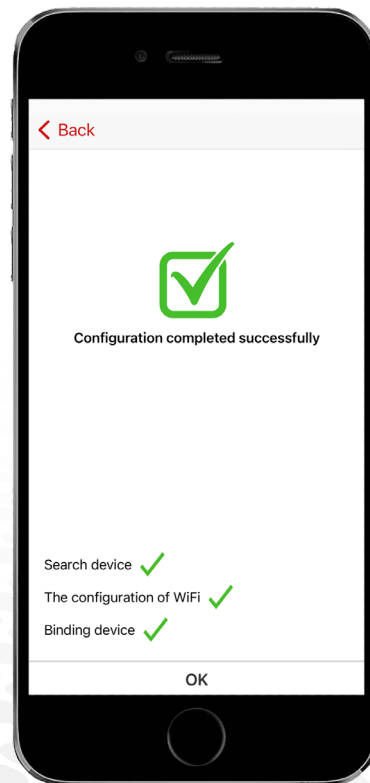 Back
Configuration completed successfully
Search device
The configuration of WiFi
Binding device
OK